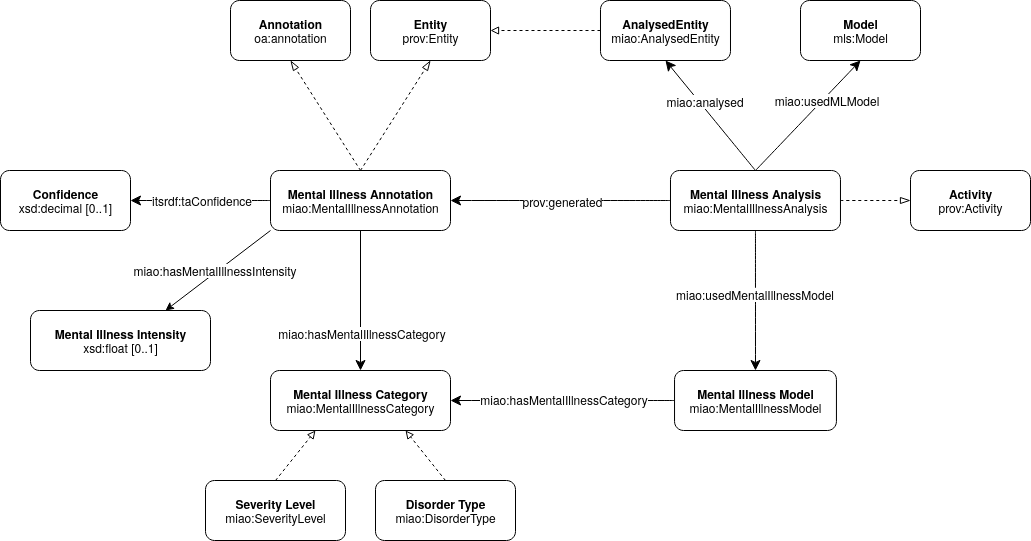 Annotation
oa:annotation
Entity
prov:Entity
AnalysedEntity
miao:AnalysedEntity
Model
mls:Model
miao:analysed
miao:usedMLModel
Confidence
xsd:decimal [0..1]
itsrdf:taConfidence
Mental Illness Annotation
miao:MentalIllnessAnnotation
prov:generated
Mental Illness Analysis
miao:MentalIllnessAnalysis
Activity
prov:Activity
miao:hasMentalIllnessIntensity
miao:usedMentalIllnessModel
Mental Illness Intensity
xsd:float [0..1]
miao:hasMentalIllnessCategory
Mental Illness Category
miao:MentalIllnessCategory
miao:hasMentalIllnessCategory
Mental Illness Model
miao:MentalIllnessModel
Severity Level
miao:SeverityLevel
Disorder Type
miao:DisorderType